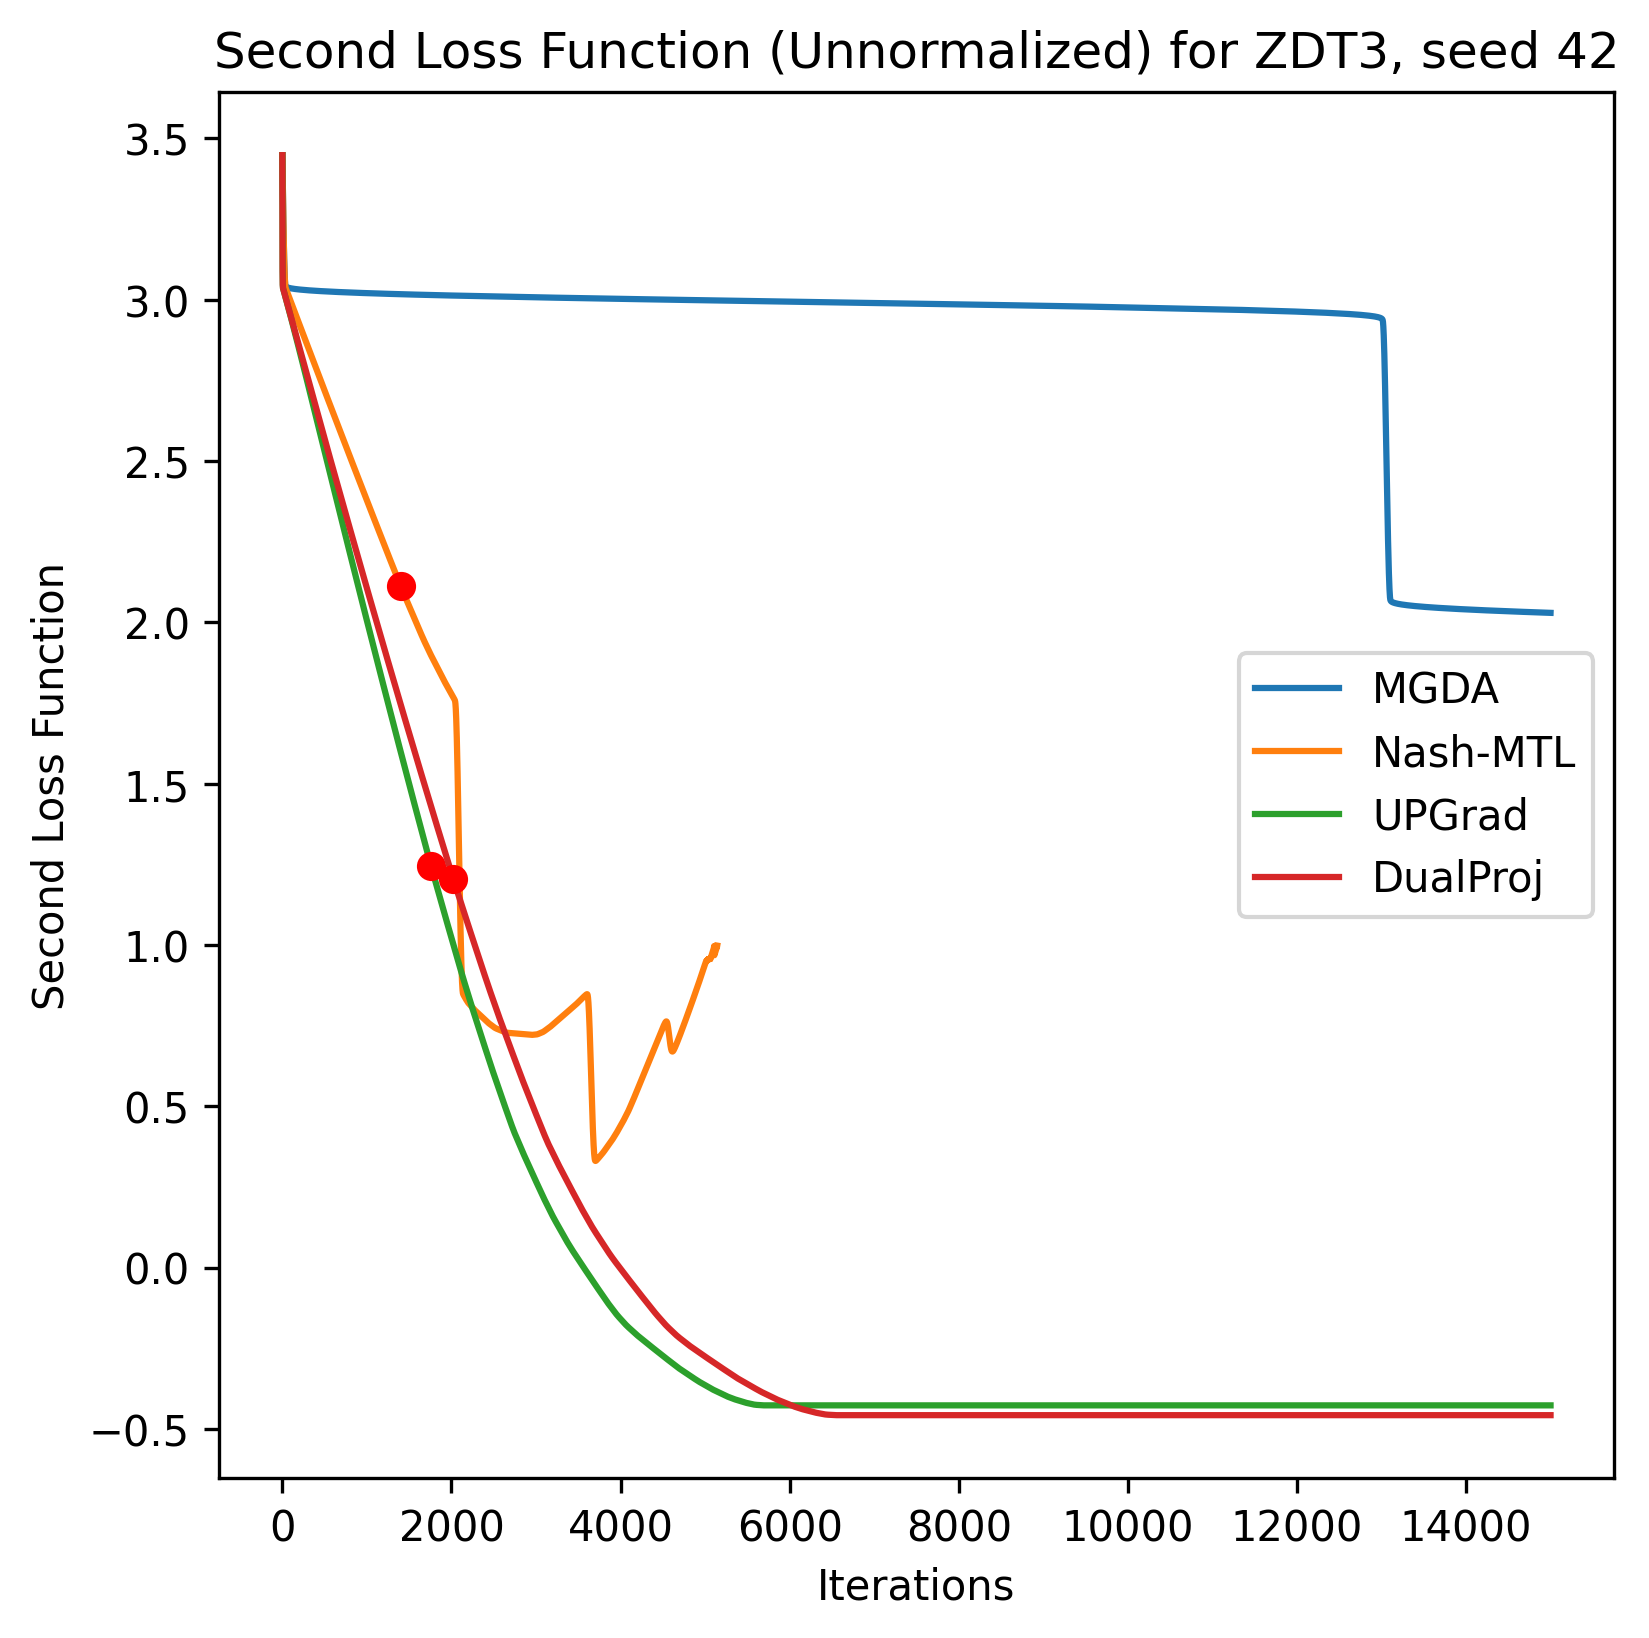 Second Loss Function (Unnormalized) for ZDT3, seed 42
Second Loss Function
3.5
3.0
2.5
2.0
1.5
1.0
0.5
0.0
−0.5
MGDA
Nash-MTL
UPGrad
DualProj
0 2000 4000 6000 8000 10000 12000 14000
Iterations